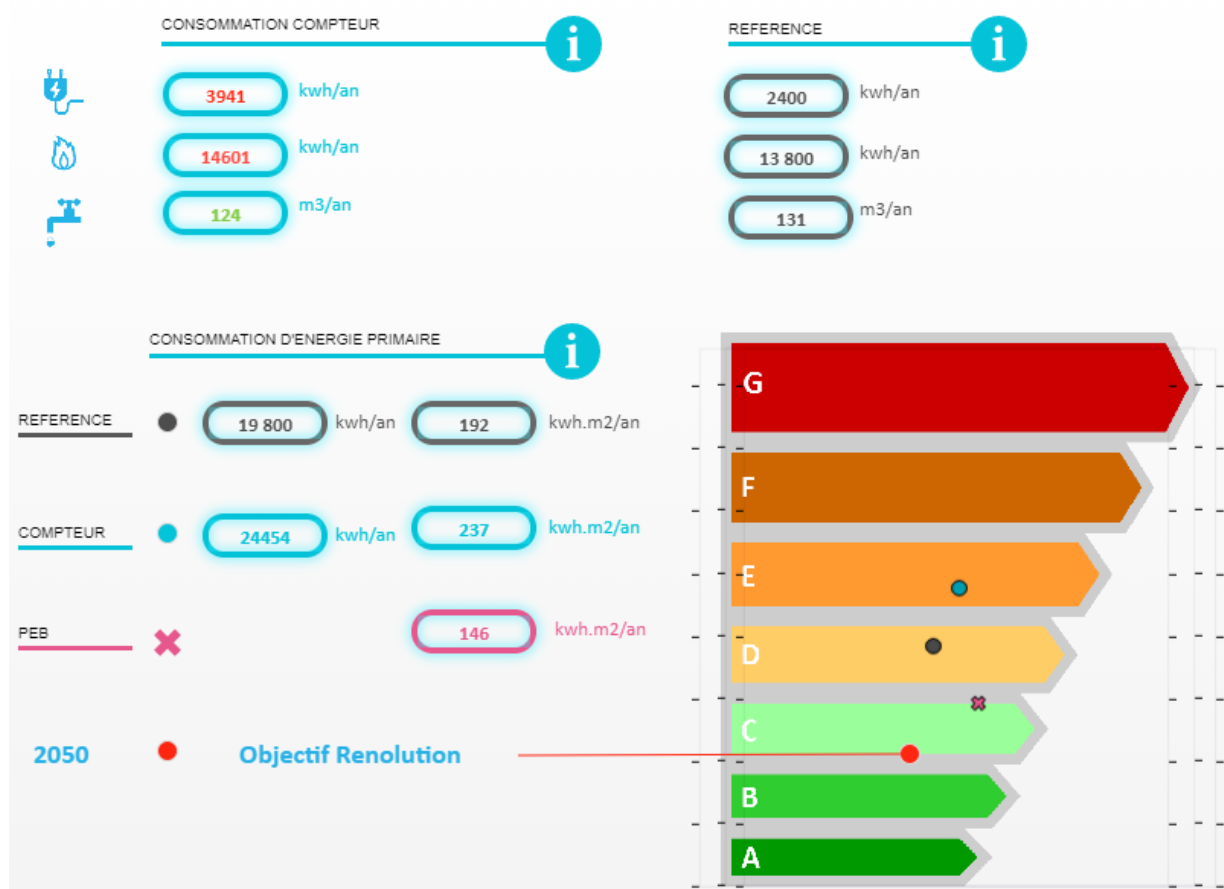 CONSOMMATION COMPTEUR
i
REFERENCE
i
3941 kwh/an
2400 kwh/an
14601 kwh/an
13 800 kwh/an
124 m3/an
131 m3/an
CONSOMMATION D'ENERGIE PRIMAIRE
i
REFERENCE 19 800 kwh/an 192 kwh.m2/an
COMPTEUR 24454 kwh/an 237 kwh.m2/an
PEB 146 kwh.m2/an
2050 Objectif Renolution
G
F
E
D
C
B
A